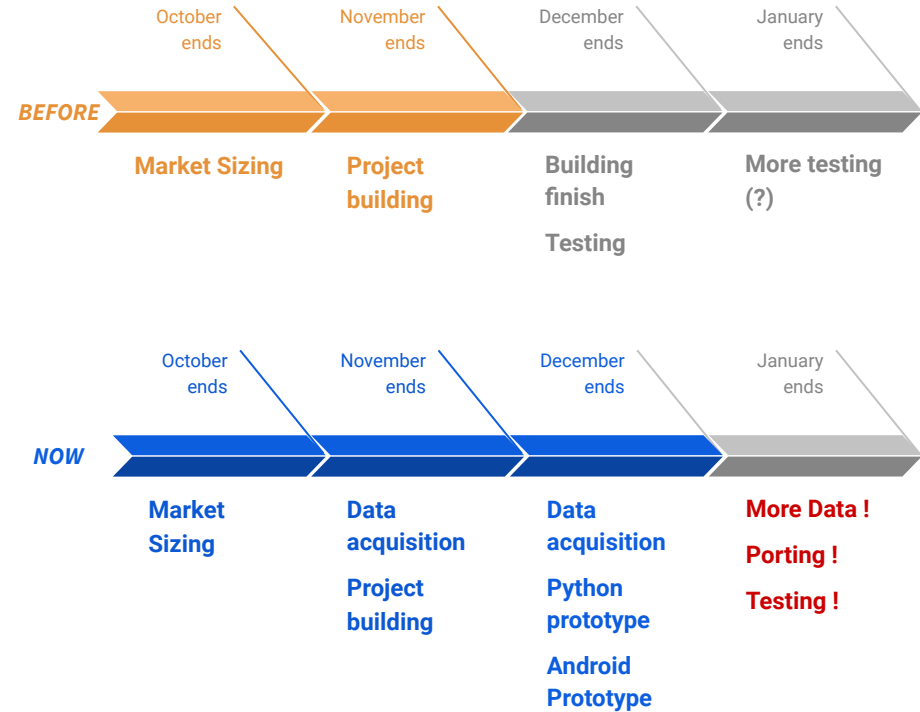 October
ends
November
ends
December
ends
January
ends
BEFORE
Market Sizing
Project
building
Building
finish
Testing
More testing
(?)
October
ends
November
ends
December
ends
January
ends
NOW
Market
Sizing
Data
acquisition
Project
building
Data
acquisition
Python
prototype
Android
Prototype
More Data !
Porting !
Testing !